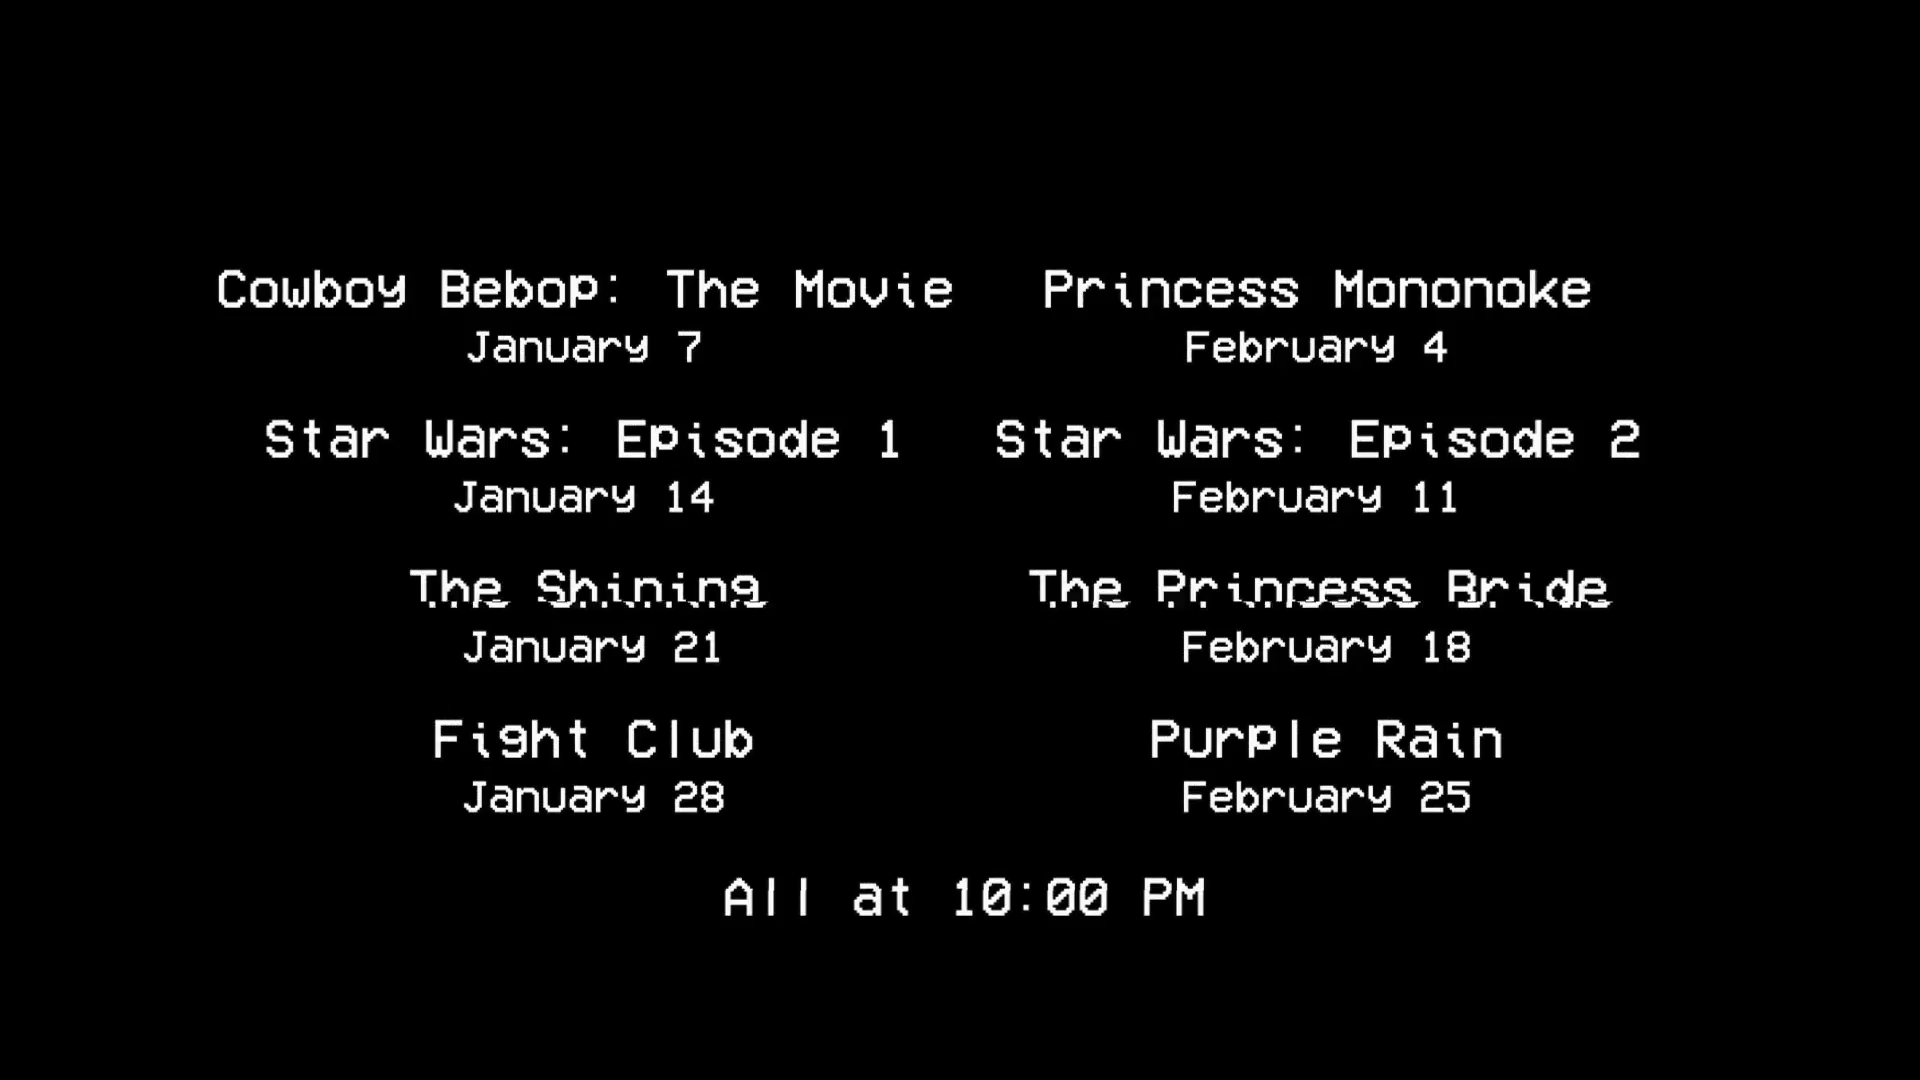 Cowboy Bebop: The Movie
January 7
Star Wars: Episode 1
January 14
The Shining
January 21
Fight Club
January 28
Princess Mononoke
February 4
Star Wars: Episode 2
February 11
The Princess Bride
February 18
Purple Rain
February 25
All at 10:00 PM